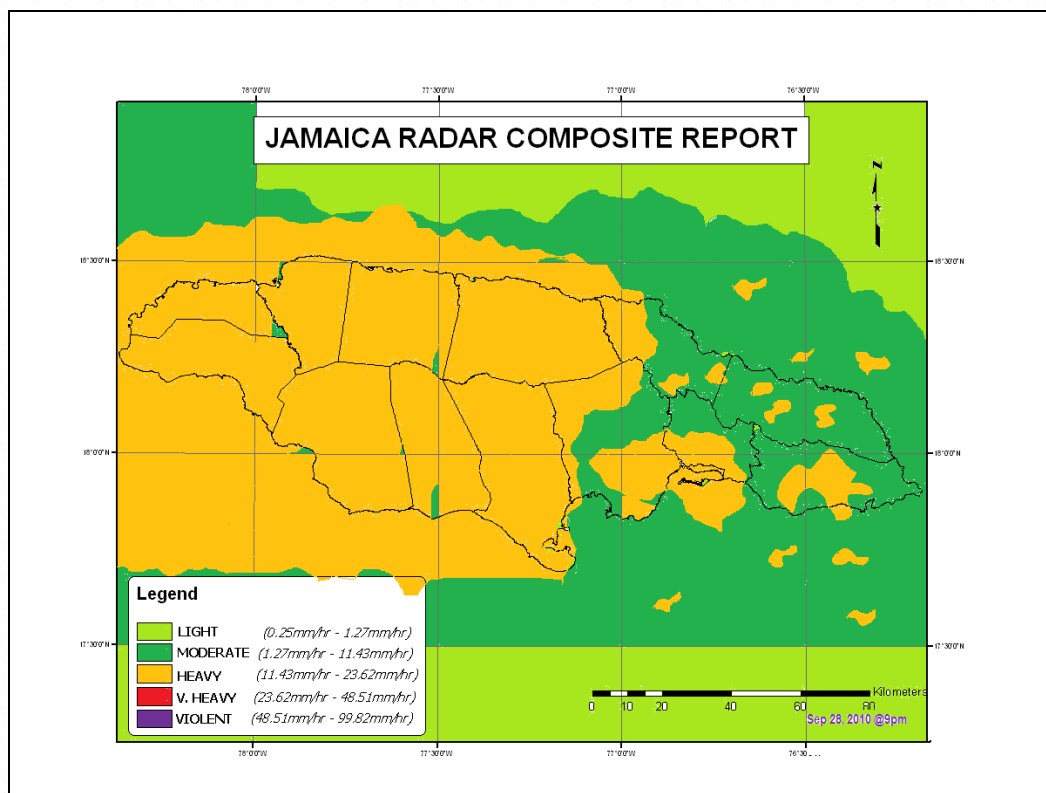 78°0'0"W 77°30'0"W 77°0'0"W 76°30'0"W
JAMAICA RADAR COMPOSITE REPORT
N
18°30'0"N 18°30'0"N
18°0'0"N 18°0'0"N
17°30'0"N 17°30'0"N
Legend
LIGHT (0.25mm/hr - 1.27mm/hr)
MODERATE (1.27mm/hr - 11.43mm/hr)
HEAVY (11.43mm/hr - 23.62mm/hr)
V. HEAVY (23.62mm/hr - 48.51mm/hr)
VIOLENT (48.51mm/hr - 99.82mm/hr)
Kilometers
0 10 20 40 60 80
Sep 28, 2010 @9pm
78°0'0"W 77°30'0"W 77°0'0"W 76°30'0"W